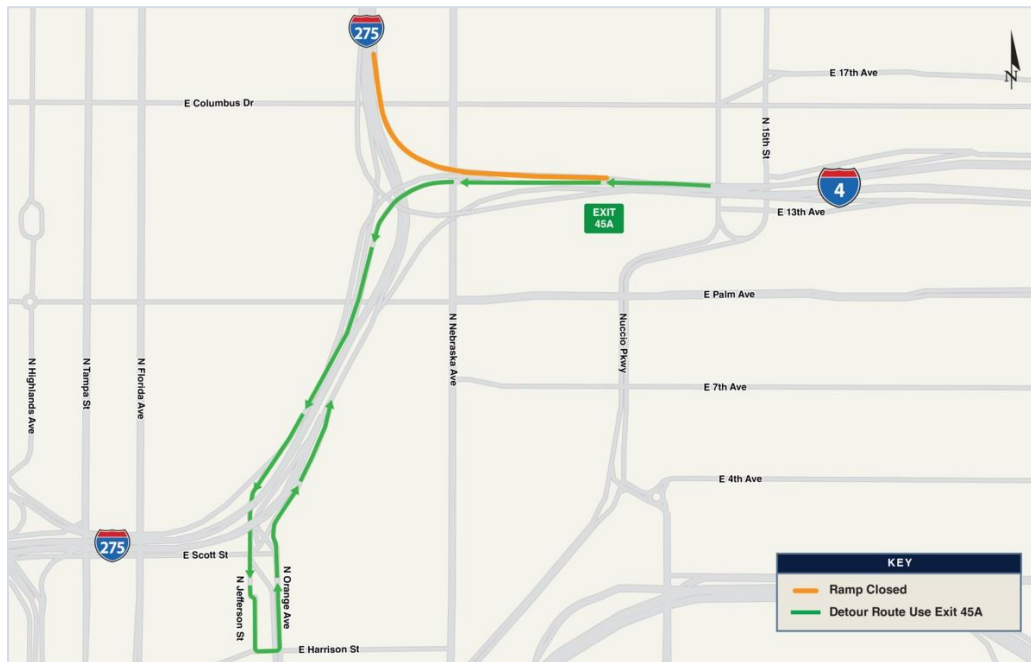 275
E 17th Ave
N
E Columbus Dr
N 15th St
4
EXIT
45A
E 13th Ave
E Palm Ave
N Highlands Ave
N Tampa St
N Florida Ave
N Nebraska Ave
Nuccio Pkwy
E 7th Ave
E 4th Ave
275
E Scott St
N Jefferson St
N Orange Ave
E Harrison St
KEY
Ramp Closed
Detour Route Use Exit 45A